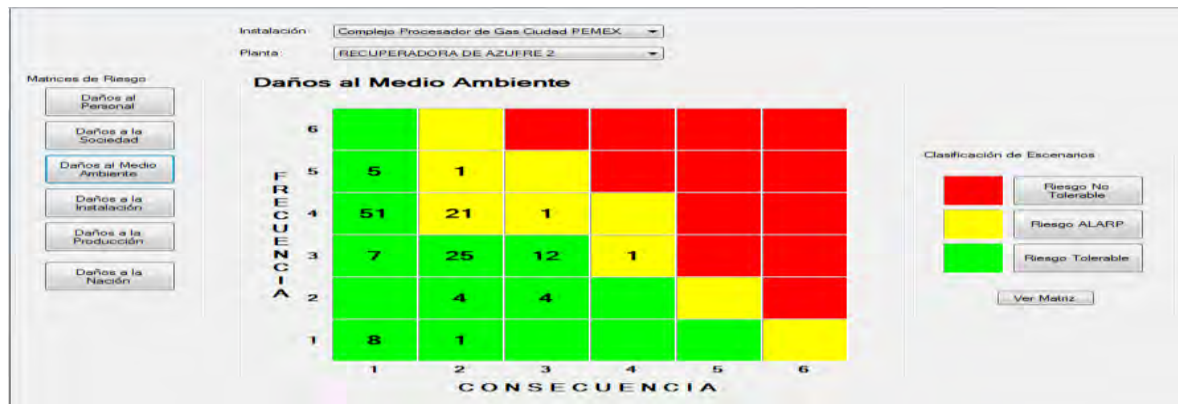 Instalación: Complejo Procesador de Gas Ciudad PEMEX
Planta: RECUPERADORA DE AZUFRE 2
Matrices de Riesgo
Daños al
Personal
Daños a la
Sociedad
Daños al Medio
Ambiente
Daños a la
Instalación
Daños a la
Producción
Daños a la
Nación
Daños al Medio Ambiente
FRECUENCIA
6
5 5 1
4 51 21 1
3 7 25 12 1
2 4 4
1 8 1
1 2 3 4 5 6
CONSECUENCIA
Clasificación de Escenarios
Riesgo No
Tolerable
Riesgo ALARP
Riesgo Tolerable
Ver Matriz